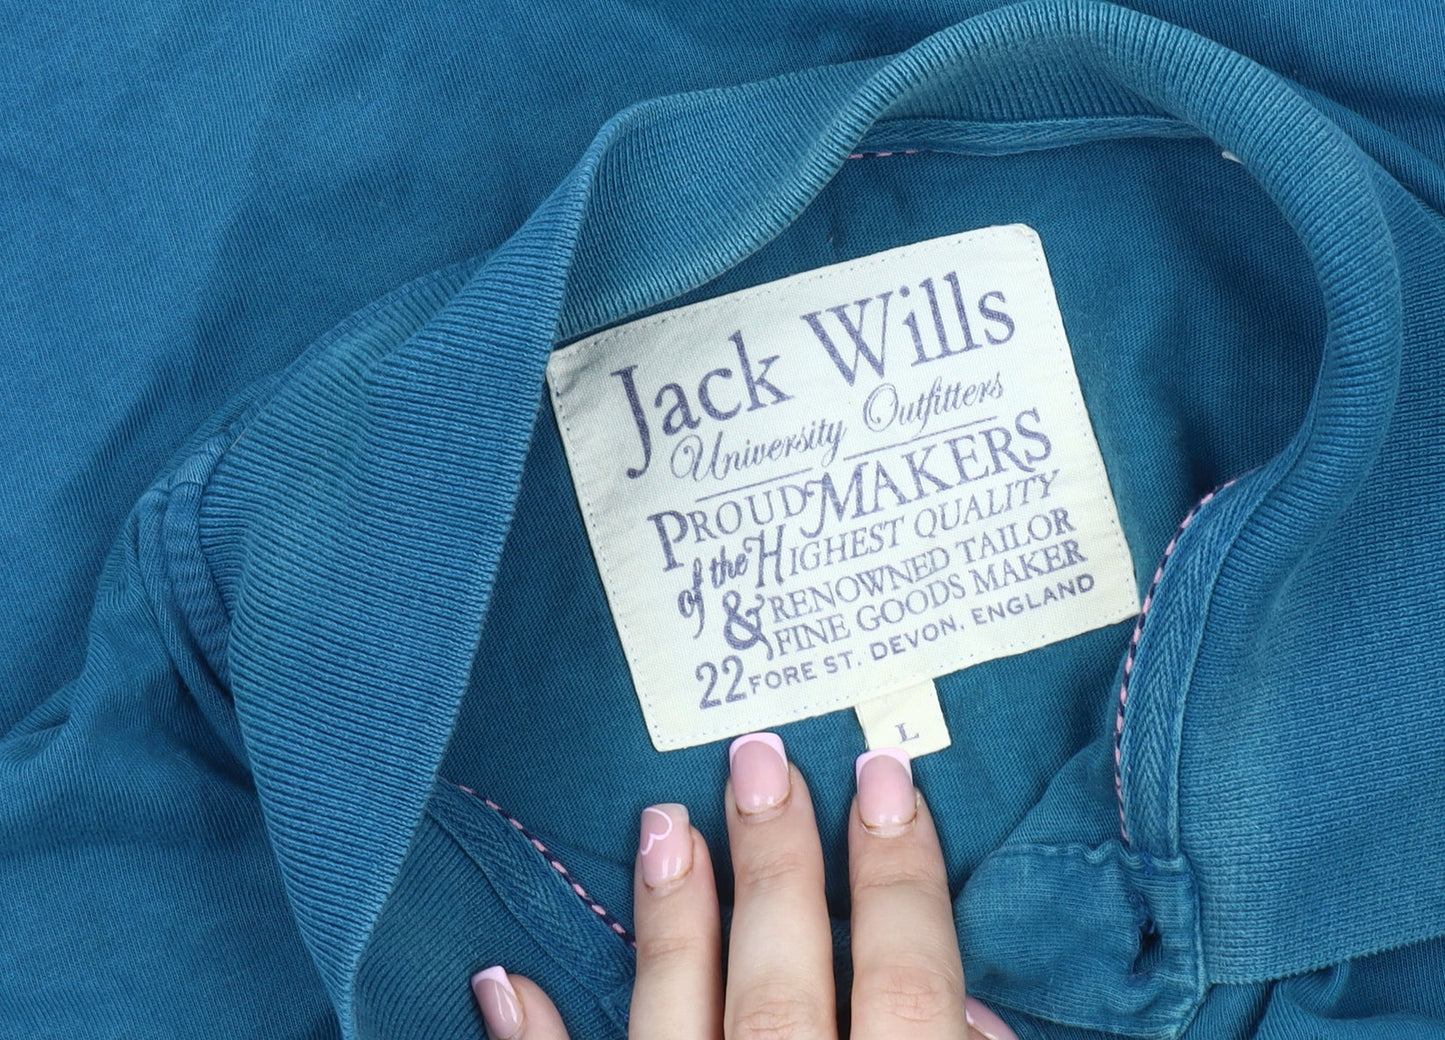 Jack Wills
University Outfitters
PROUD MAKERS
of the HIGHEST QUALITY
& RENOWNED TAILOR
FINE GOODS MAKER
22 FORE ST. DEVON. ENGLAND
L